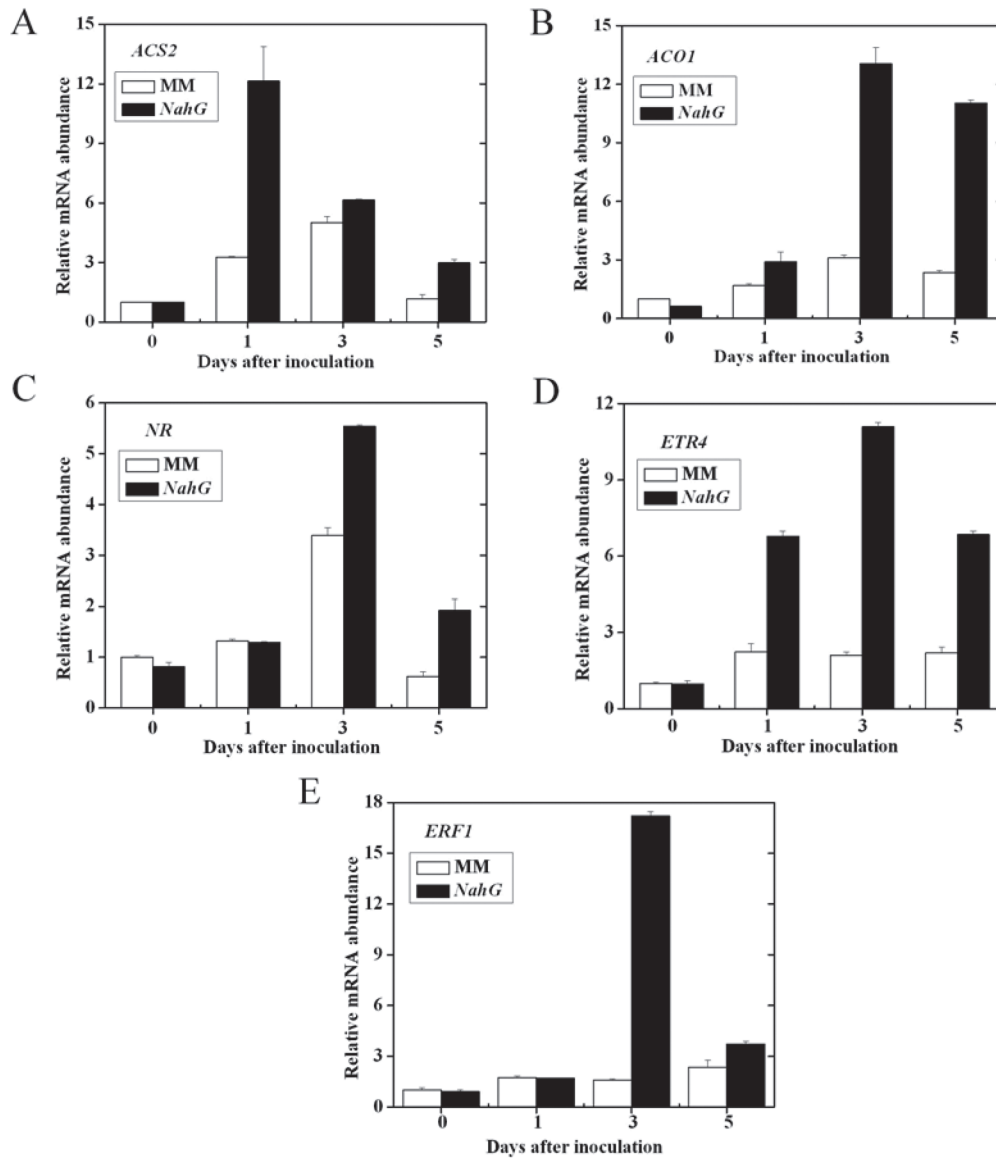 A
ACS2
MM
NahG
Relative mRNA abundance
15
12
9
6
3
0
0 1 3 5
Days after inoculation
B
ACO1
MM
NahG
Relative mRNA abundance
15
12
9
6
3
0
0 1 3 5
Days after inoculation
C
NR
MM
NahG
Relative mRNA abundance
6
5
4
3
2
1
0
0 1 3 5
Days after inoculation
D
ETR4
MM
NahG
Relative mRNA abundance
12
9
6
3
0
0 1 3 5
Days after inoculation
E
ERF1
MM
NahG
Relative mRNA abundance
18
15
12
9
6
3
0
0 1 3 5
Days after inoculation